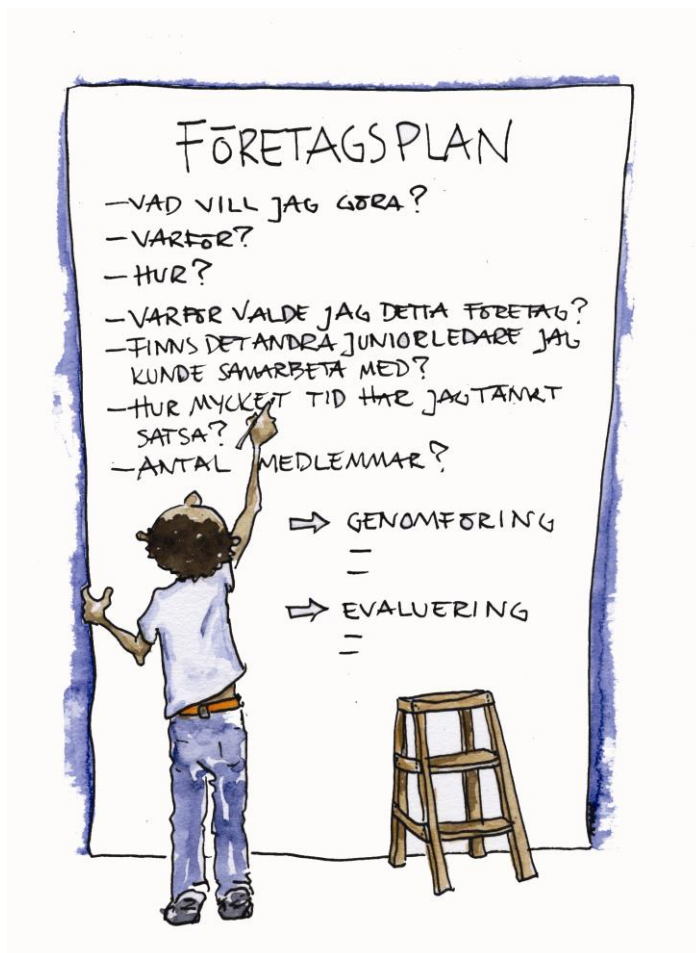 FÖRETAGSPLAN
—VAD VILL JAG GÖRA?
—VARFÖR?
—HUR?
—VARFÖR VALDE JAG DETTA FÖRETAG?
—FINNS DET ANDRA JUNIORLEDARE JAG
KUNDE SAMARBETA MED?
—HUR MYCKET TID HAR JAG TÄNKT
SATSA?
—ANTAL MEDLEMMAR?
⇒ GENOMFÖRING
–
–
⇒ EVALUERING
–
–